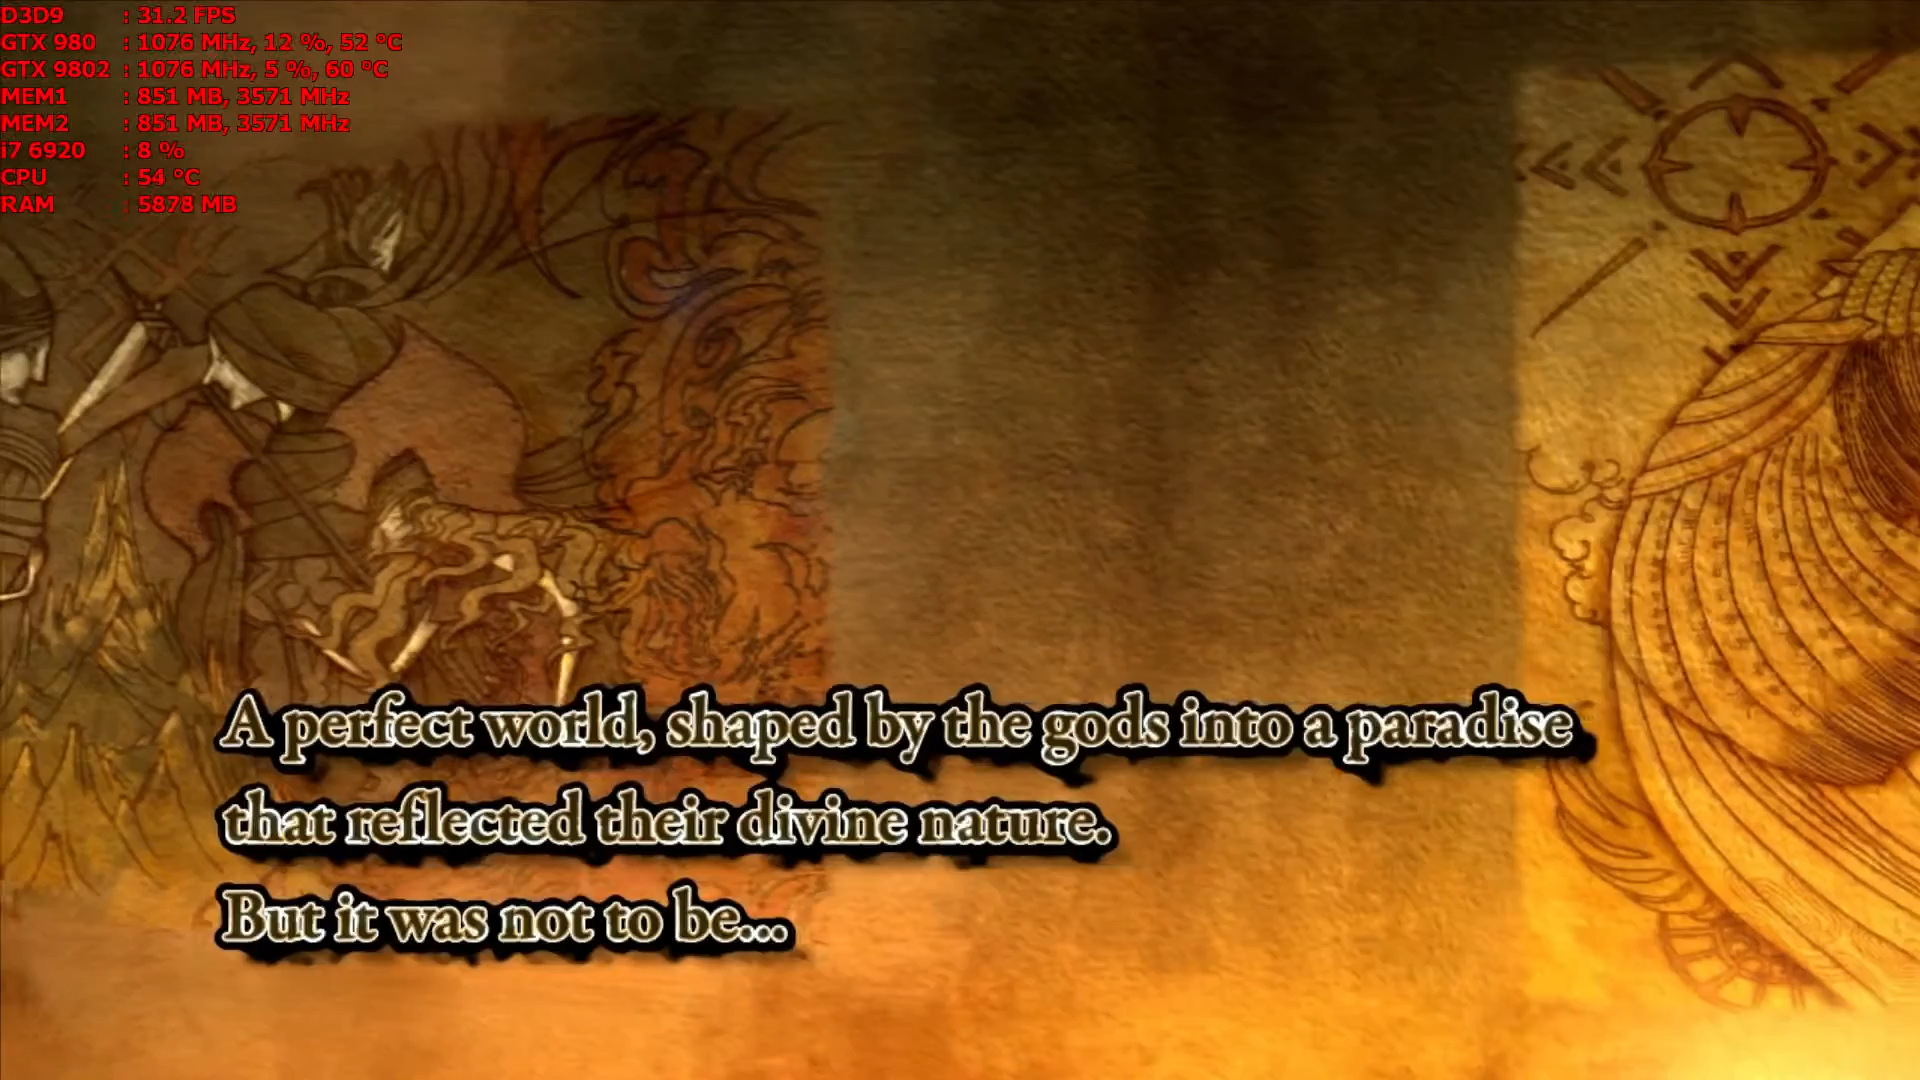 D3D9 : 31.2 FPS
GTX 980 : 1076 MHz, 12 %, 52 °C
GTX 9802 : 1076 MHz, 5 %, 60 °C
MEM1 : 851 MB, 3571 MHz
MEM2 : 851 MB, 3571 MHz
i7 6920 : 8 %
CPU : 54 °C
RAM : 5878 MB
A perfect world, shaped by the gods into a paradise
that reflected their divine nature.
But it was not to be...